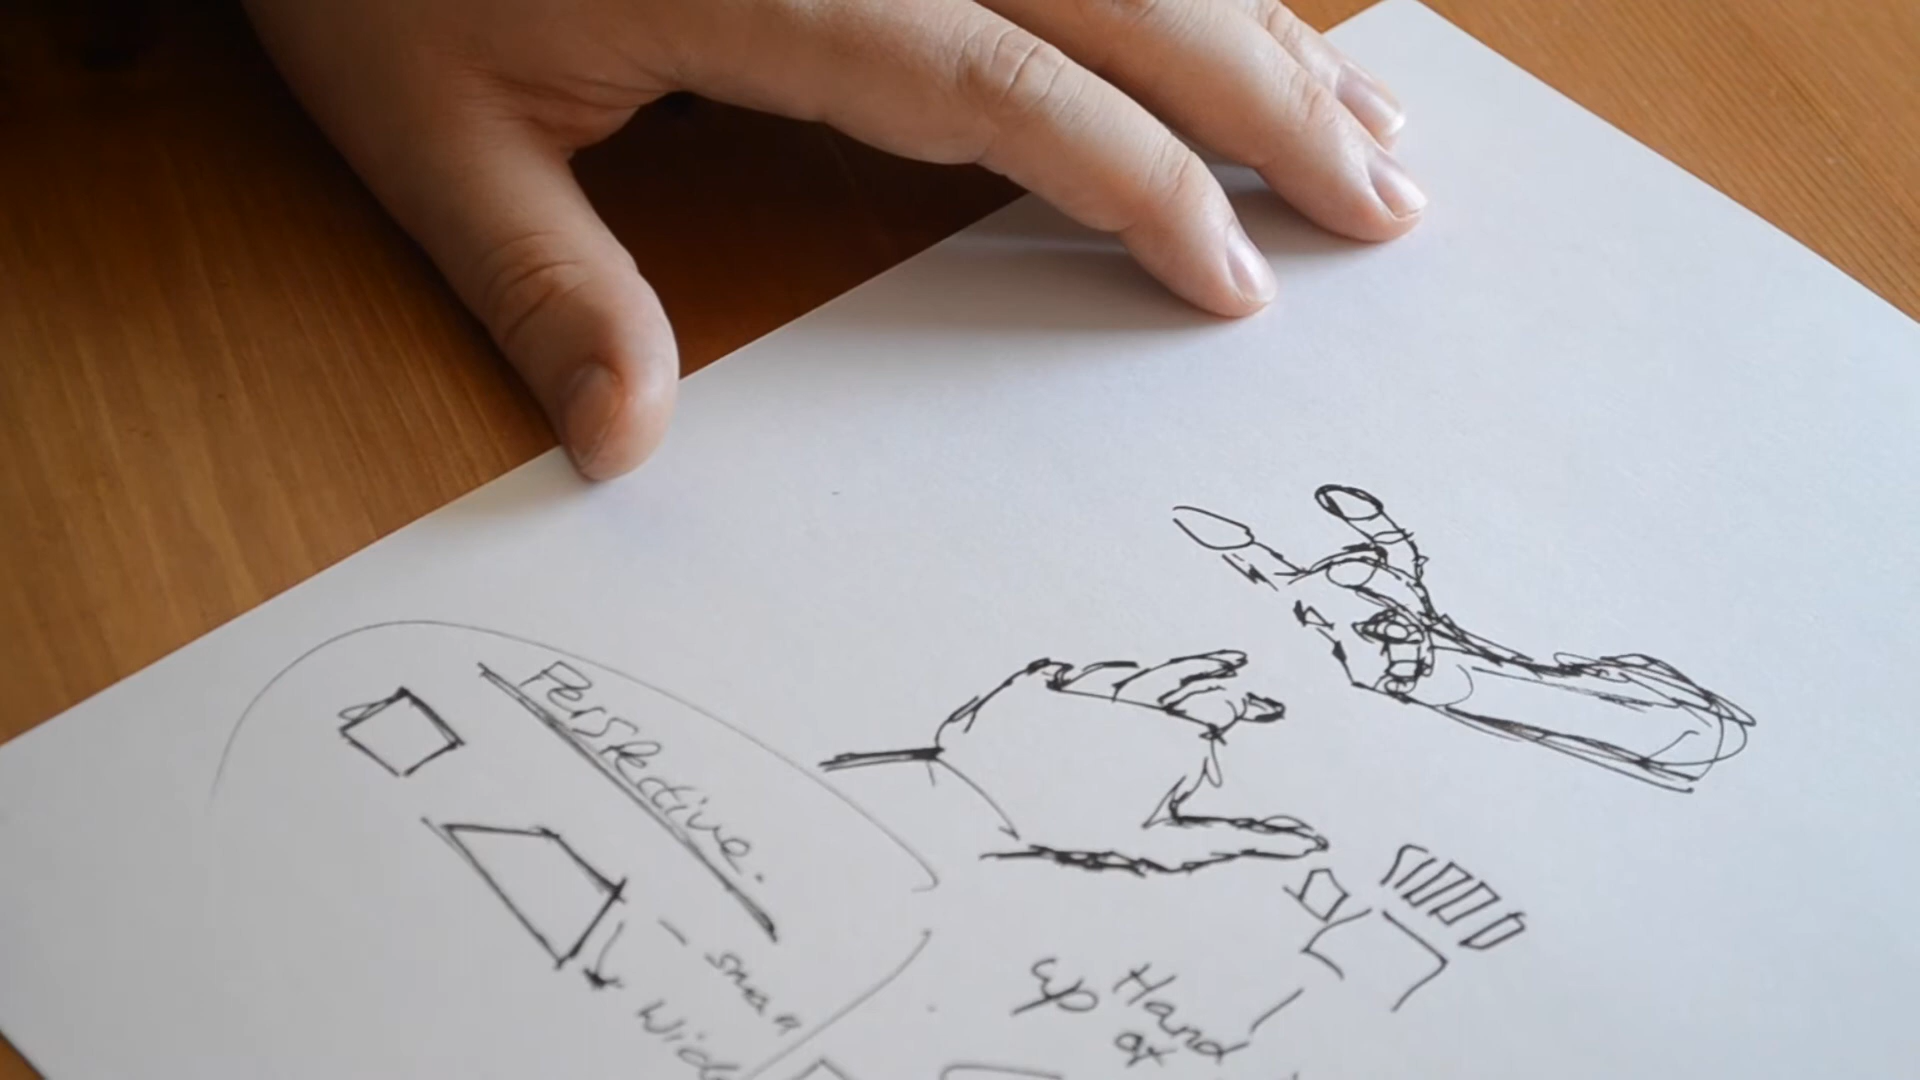 Perspective.
- small
Wide
Hand
up at